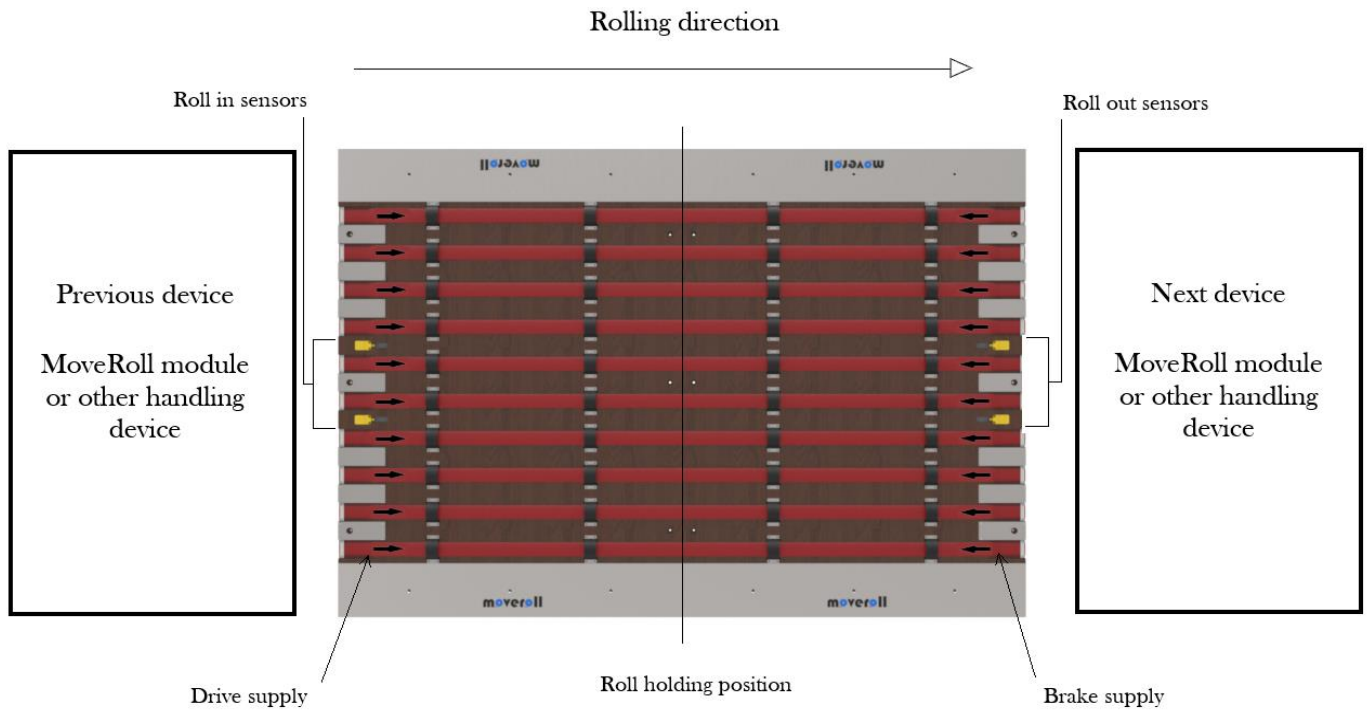 Rolling direction
Roll in sensors
Roll out sensors
moveroll
moveroll
Previous device
MoveRoll module
or other handling
device
Next device
MoveRoll module
or other handling
device
moveroll
moveroll
Drive supply
Roll holding position
Brake supply